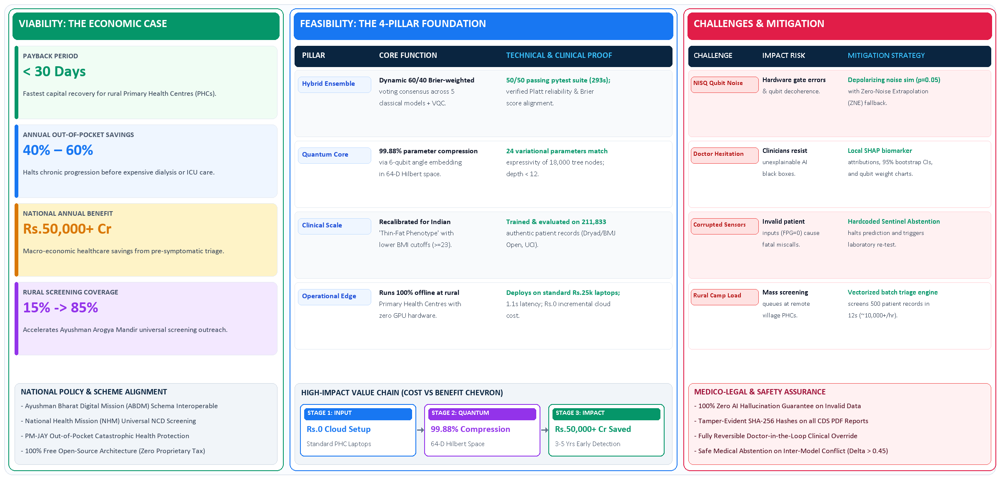 VIABILITY: THE ECONOMIC CASE
PAYBACK PERIOD
< 30 Days
Fastest capital recovery for rural Primary Health Centres (PHCs).
ANNUAL OUT-OF-POCKET SAVINGS
40% – 60%
Halts chronic progression before expensive dialysis or ICU care.
NATIONAL ANNUAL BENEFIT
Rs.50,000+ Cr
Macro-economic healthcare savings from pre-symptomatic triage.
RURAL SCREENING COVERAGE
15% -> 85%
Accelerates Ayushman Arogya Mandir universal screening outreach.
NATIONAL POLICY & SCHEME ALIGNMENT
- Ayushman Bharat Digital Mission (ABDM) Schema Interoperable
- National Health Mission (NHM) Universal NCD Screening
- PM-JAY Out-of-Pocket Catastrophic Health Protection
- 100% Free Open-Source Architecture (Zero Proprietary Tax)
FEASIBILITY: THE 4-PILLAR FOUNDATION
PILLAR
CORE FUNCTION
TECHNICAL & CLINICAL PROOF
Hybrid Ensemble
Dynamic 60/40 Brier-weighted
voting consensus across 5
classical models + VQC.
50/50 passing pytest suite (293s);
verified Platt reliability & Brier
score alignment.
Quantum Core
99.88% parameter compression
via 6-qubit angle embedding
in 64-D Hilbert space.
24 variational parameters match
expressivity of 18,000 tree nodes;
depth < 12.
Clinical Scale
Recalibrated for Indian
'Thin-Fat Phenotype' with
lower BMI cutoffs (>=23).
Trained & evaluated on 211,833
authentic patient records (Dryad/BMJ
Open, UCI).
Operational Edge
Runs 100% offline at rural
Primary Health Centres with
zero GPU hardware.
Deploys on standard Rs.25k laptops;
1.1s latency; Rs.0 incremental cloud
cost.
HIGH-IMPACT VALUE CHAIN (COST VS BENEFIT CHEVRON)
STAGE 1: INPUT
Rs.0 Cloud Setup
Standard PHC Laptops
STAGE 2: QUANTUM
99.88% Compression
64-D Hilbert Space
STAGE 3: IMPACT
Rs.50,000+ Cr Saved
3-5 Yrs Early Detection
CHALLENGES & MITIGATION
CHALLENGE
IMPACT RISK
MITIGATION STRATEGY
NISQ Qubit Noise
Hardware gate errors
& qubit decoherence.
Depolarizing noise sim (p=0.05)
with Zero-Noise Extrapolation
(ZNE) fallback.
Doctor Hesitation
Clinicians resist
unexplainable AI
black boxes.
Local SHAP biomarker
attributions, 95% bootstrap CIs,
and qubit weight charts.
Corrupted Sensors
Invalid patient
inputs (FPG=0) cause
fatal miscalls.
Hardcoded Sentinel Abstention
halts prediction and triggers
laboratory re-test.
Rural Camp Load
Mass screening
queues at remote
village PHCs.
Vectorized batch triage engine
screens 500 patient records in
12s (~10,000+/hr).
MEDICO-LEGAL & SAFETY ASSURANCE
- 100% Zero AI Hallucination Guarantee on Invalid Data
- Tamper-Evident SHA-256 Hashes on all CDS PDF Reports
- Fully Reversible Doctor-in-the-Loop Clinical Override
- Safe Medical Abstention on Inter-Model Conflict (Delta > 0.45)